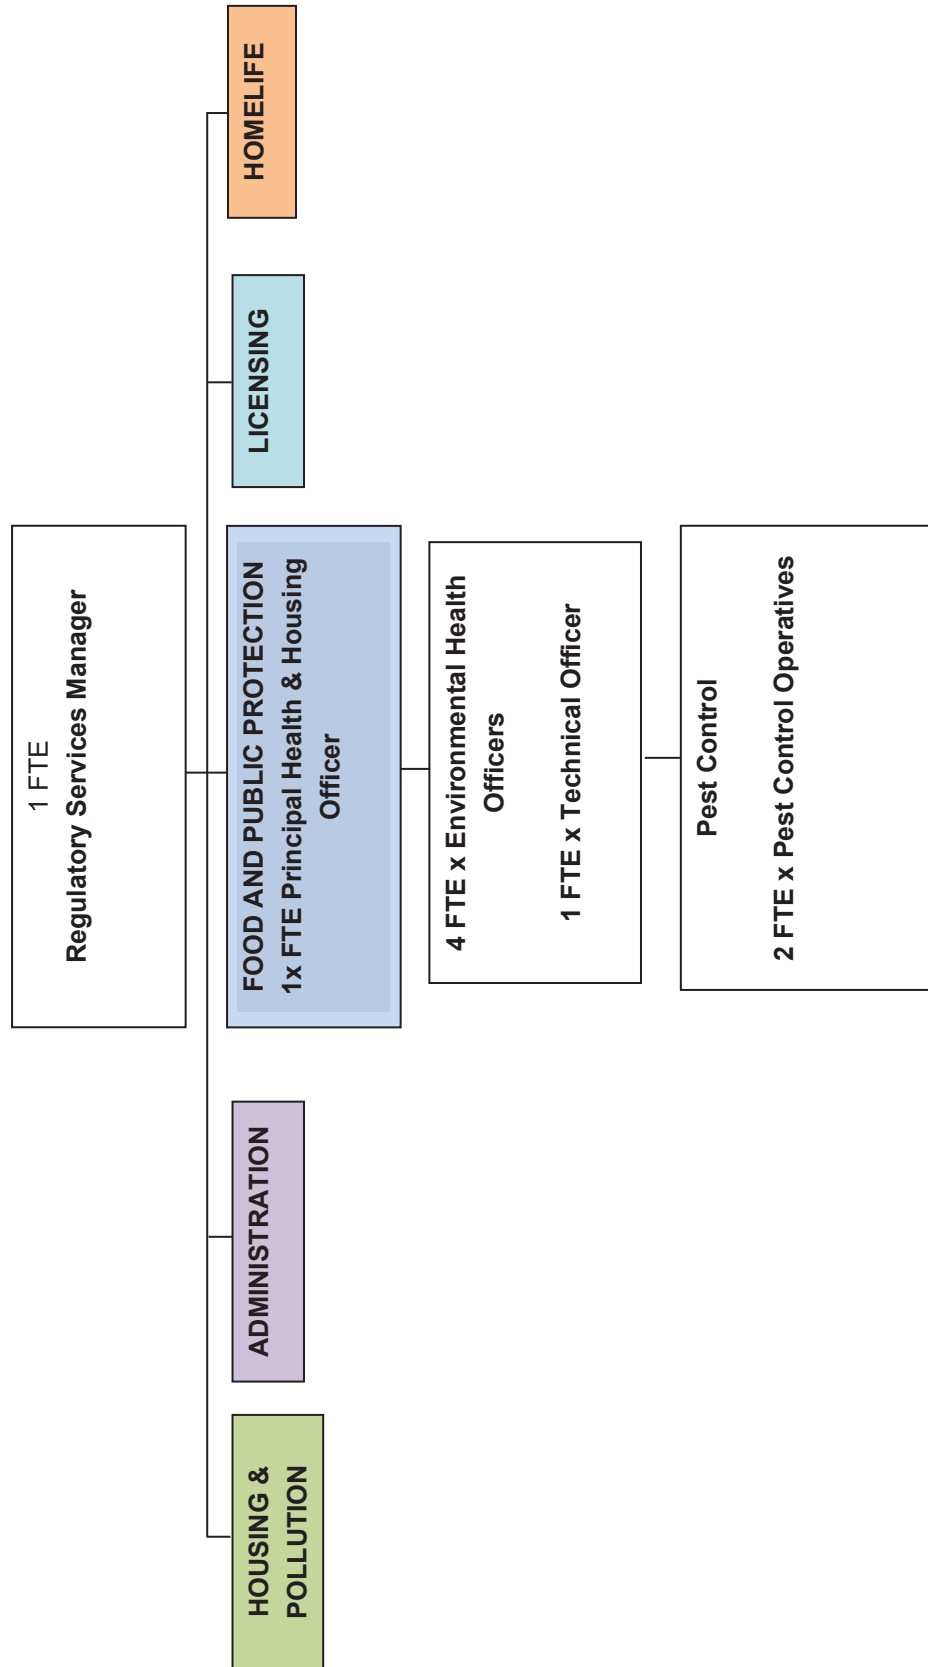 1 FTE
Regulatory Services Manager
HOUSING &
POLLUTION
ADMINISTRATION
FOOD AND PUBLIC PROTECTION
1x FTE Principal Health & Housing
Officer
LICENSING
HOMELIFE
4 FTE x Environmental Health
Officers
1 FTE x Technical Officer
Pest Control
2 FTE x Pest Control Operatives